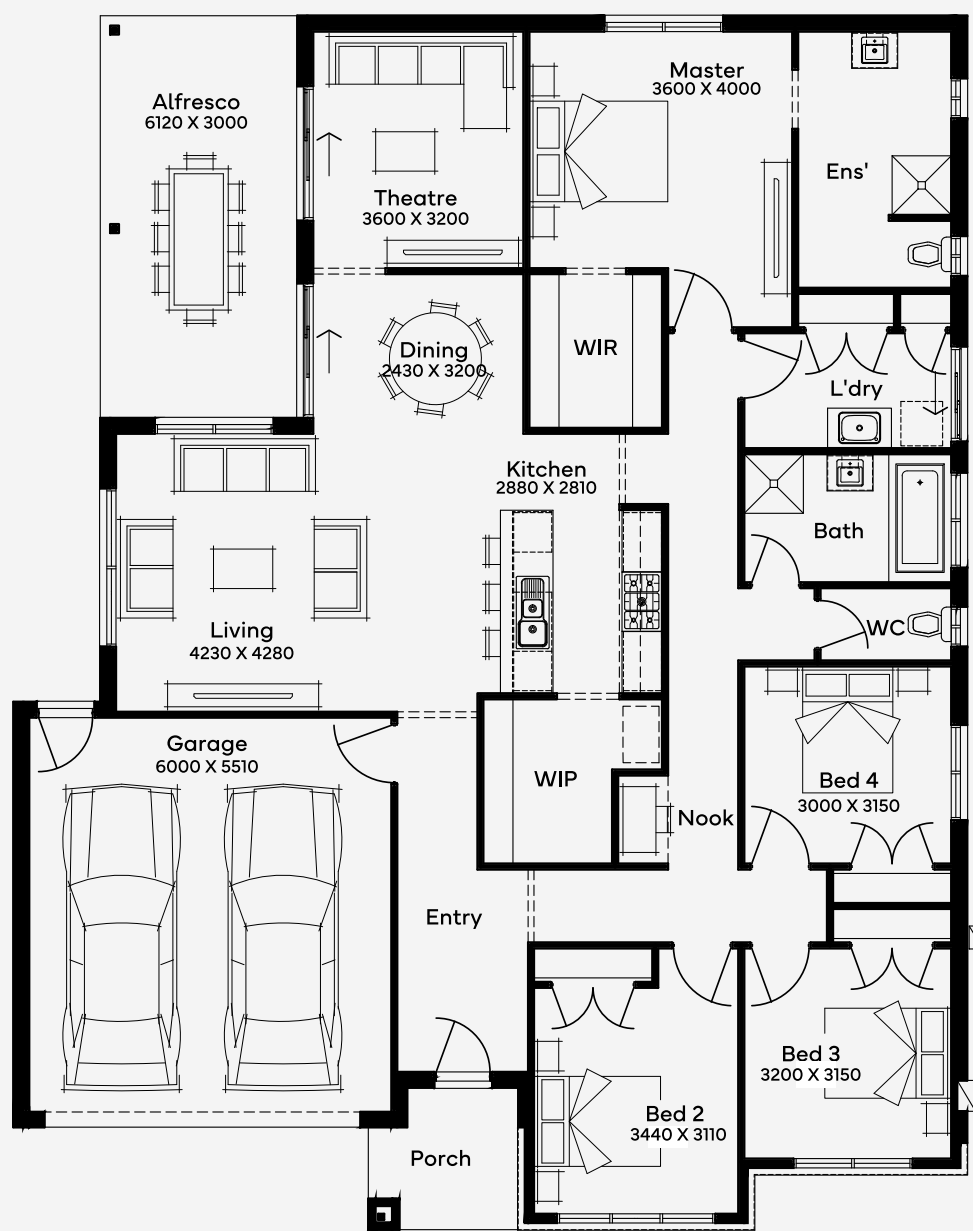 Master
3600 X 4000
Alfresco
6120 X 3000
Ens'
Theatre
3600 X 3200
WIR
Dining
2430 X 3200
L'dry
Kitchen
2880 X 2810
Bath
Living
4230 X 4280
WC
Garage
6000 X 5510
WIP
Bed 4
3000 X 3150
Nook
Entry
Bed 3
3200 X 3150
Bed 2
3440 X 3110
Porch